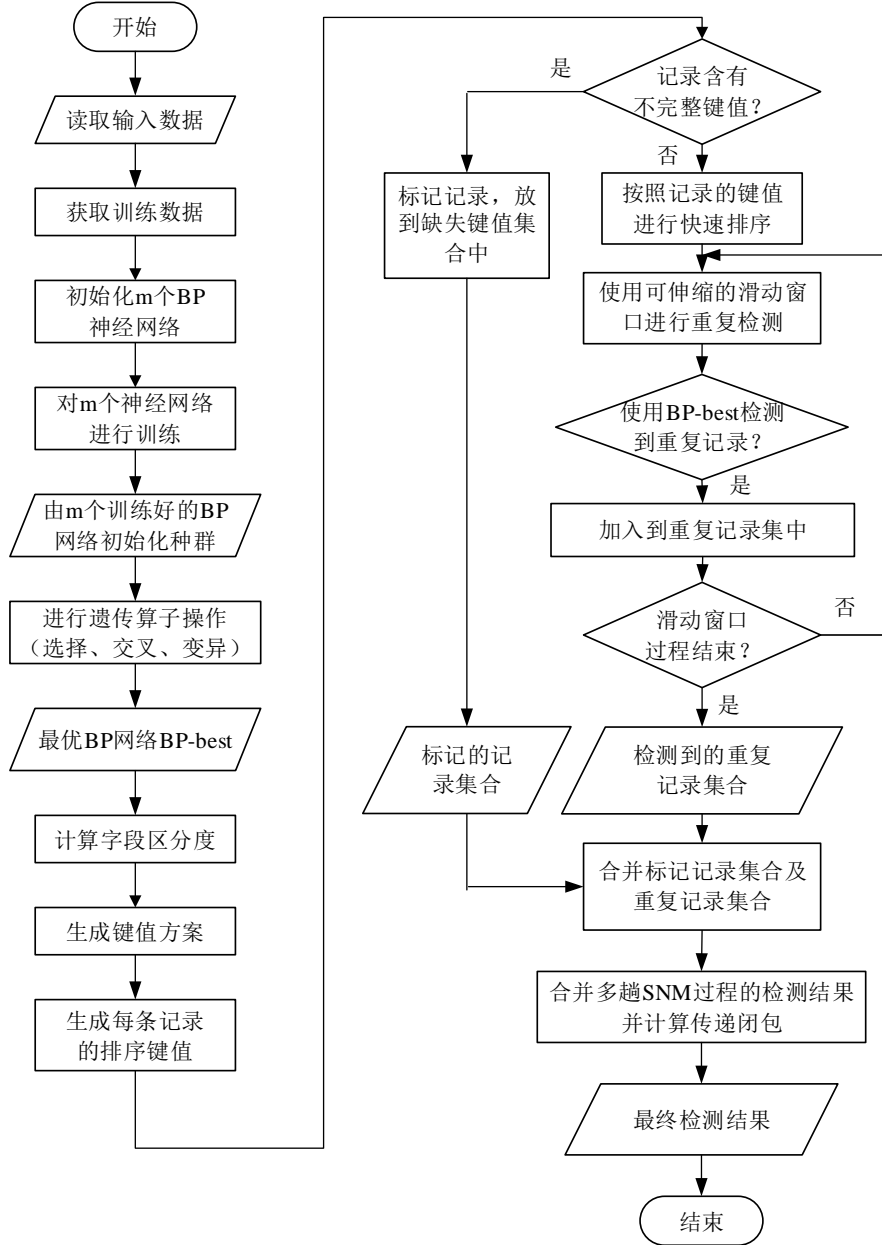 开始
读取输入数据
获取训练数据
初始化m个BP
神经网络
对m个神经网络
进行训练
由m个训练好的BP
网络初始化种群
进行遗传算子操作
（选择、交叉、变异）
最优BP网络BP-best
计算字段区分度
生成键值方案
生成每条记录
的排序键值
记录含有
不完整键值？
是
否
标记记录，放
到缺失键值集
合中
按照记录的键值
进行快速排序
使用可伸缩的滑动窗
口进行重复检测
使用BP-best检测
到重复记录？
是
加入到重复记录集中
滑动窗口
过程结束？
否
是
标记的记
录集合
检测到的重复
记录集合
合并标记记录集合及
重复记录集合
合并多趟SNM过程的检测结果
并计算传递闭包
最终检测结果
结束